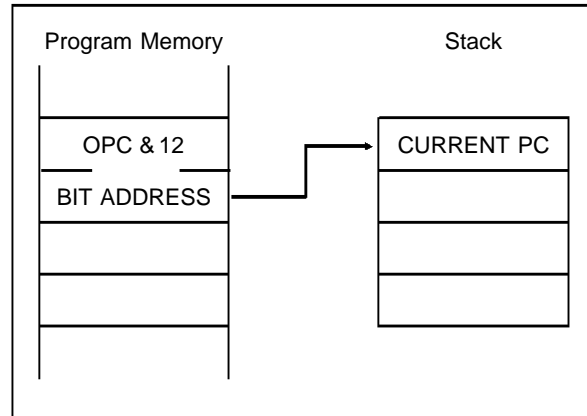 Program Memory
Stack
OPC & 12
CURRENT PC
BIT ADDRESS